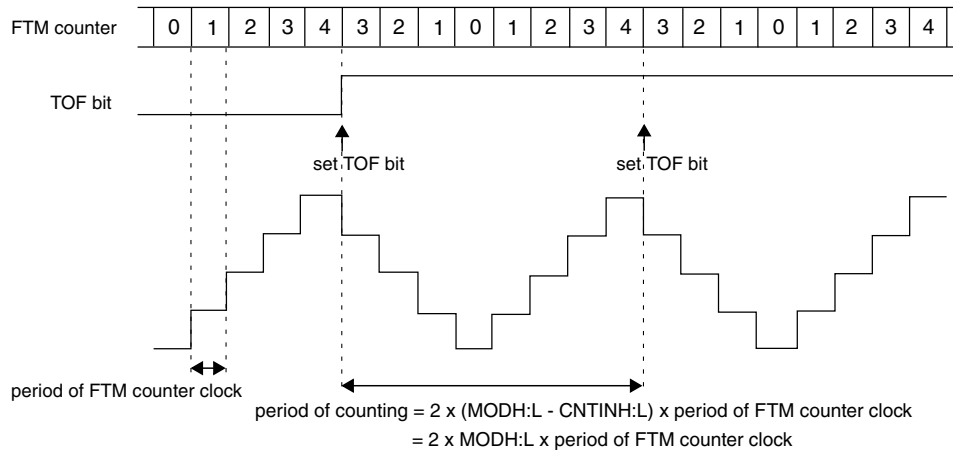 FTM counter 0 1 2 3 4 3 2 1 0 1 2 3 4 3 2 1 0 1 2 3 4
TOF bit
set TOF bit set TOF bit
period of FTM counter clock
period of counting = 2 x (MODH:L - CNTINH:L) x period of FTM counter clock
= 2 x MODH:L x period of FTM counter clock